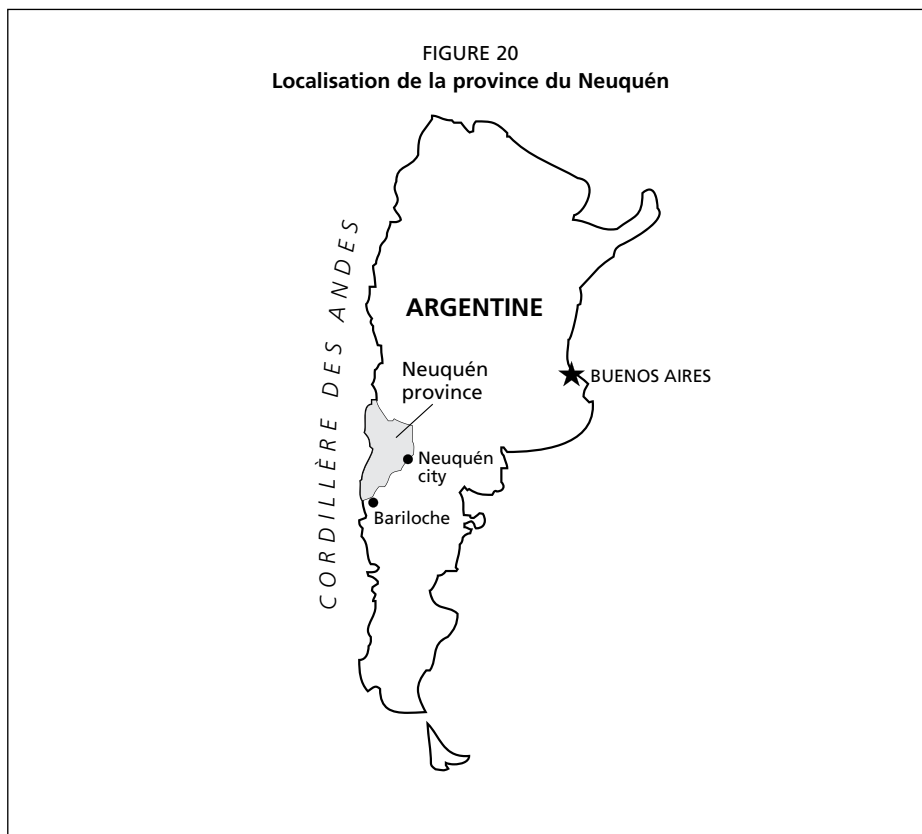 FIGURE 20
Localisation de la province du Neuquén
CORDILLÈRE DES ANDES
ARGENTINE
Neuquén
province
BUENOS AIRES
Neuquén
city
Bariloche